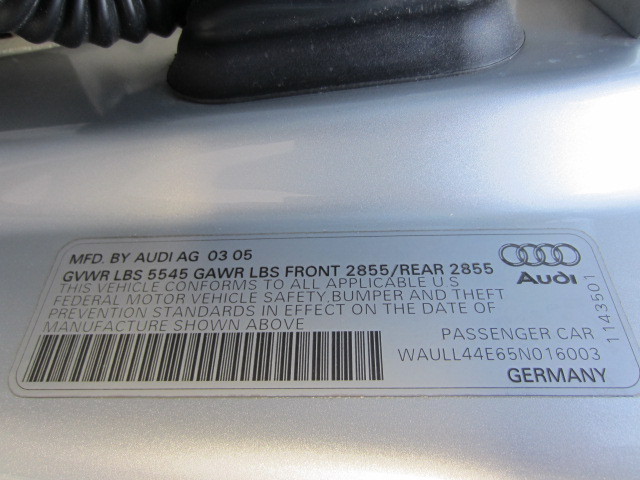 MFD. BY AUDI AG 03 05
GVWR LBS 5545 GAWR LBS FRONT 2855/REAR 2855
THIS VEHICLE CONFORMS TO ALL APPLICABLE U S
FEDERAL MOTOR VEHICLE SAFETY, BUMPER AND THEFT
PREVENTION STANDARDS IN EFFECT ON THE DATE OF
MANUFACTURE SHOWN ABOVE
Audi
1143501
PASSENGER CAR
WAULL44E65N016003
GERMANY